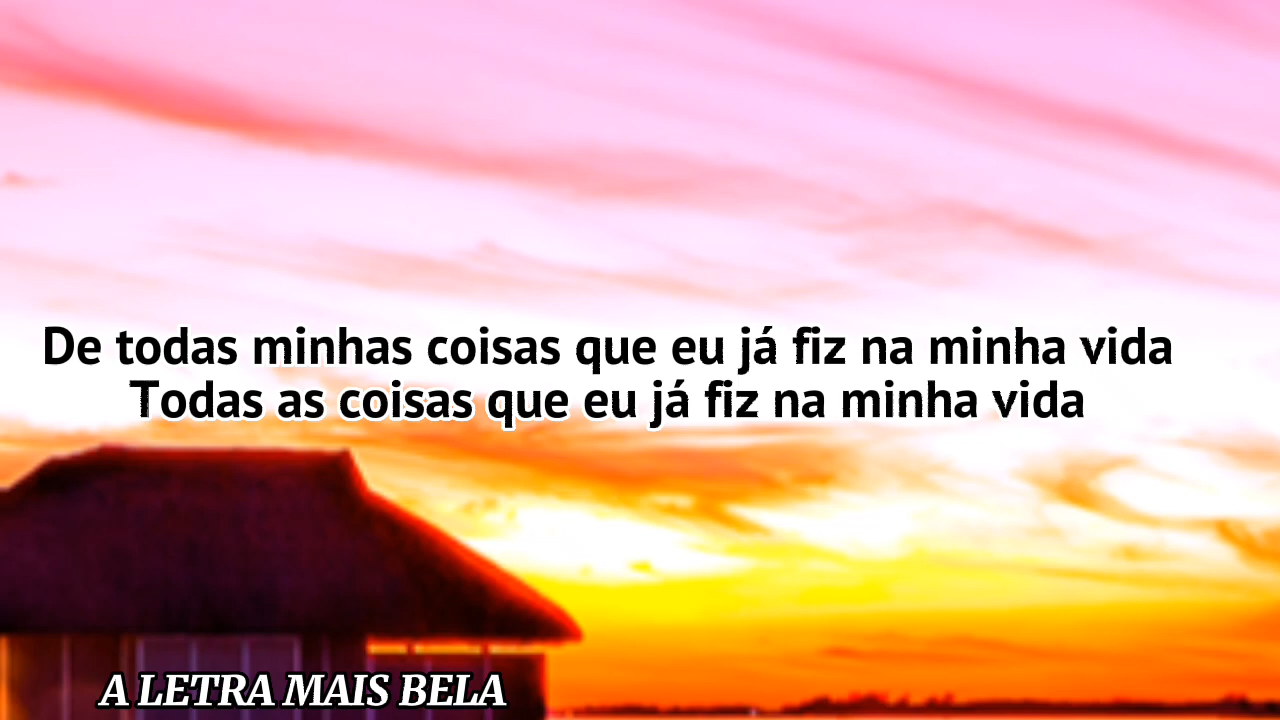 De todas minhas coisas que eu já fiz na minha vida
Todas as coisas que eu já fiz na minha vida
A LETRA MAIS BELA